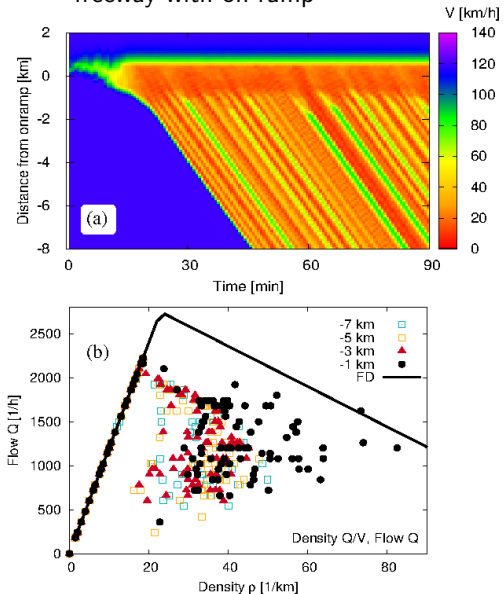 freeway with on-ramp
V [km/h]
2
0
-2
-4
-6
-8
Distance from onramp [km]
(a)
0
30
60
90
Time [min]
140
120
100
80
60
40
20
0
(b)
2500
2000
1500
1000
500
0
Flow Q [1/h]
-7 km
-5 km
-3 km
-1 km
FD
Density Q/V, Flow Q
0
20
40
60
80
Density ρ [1/km]